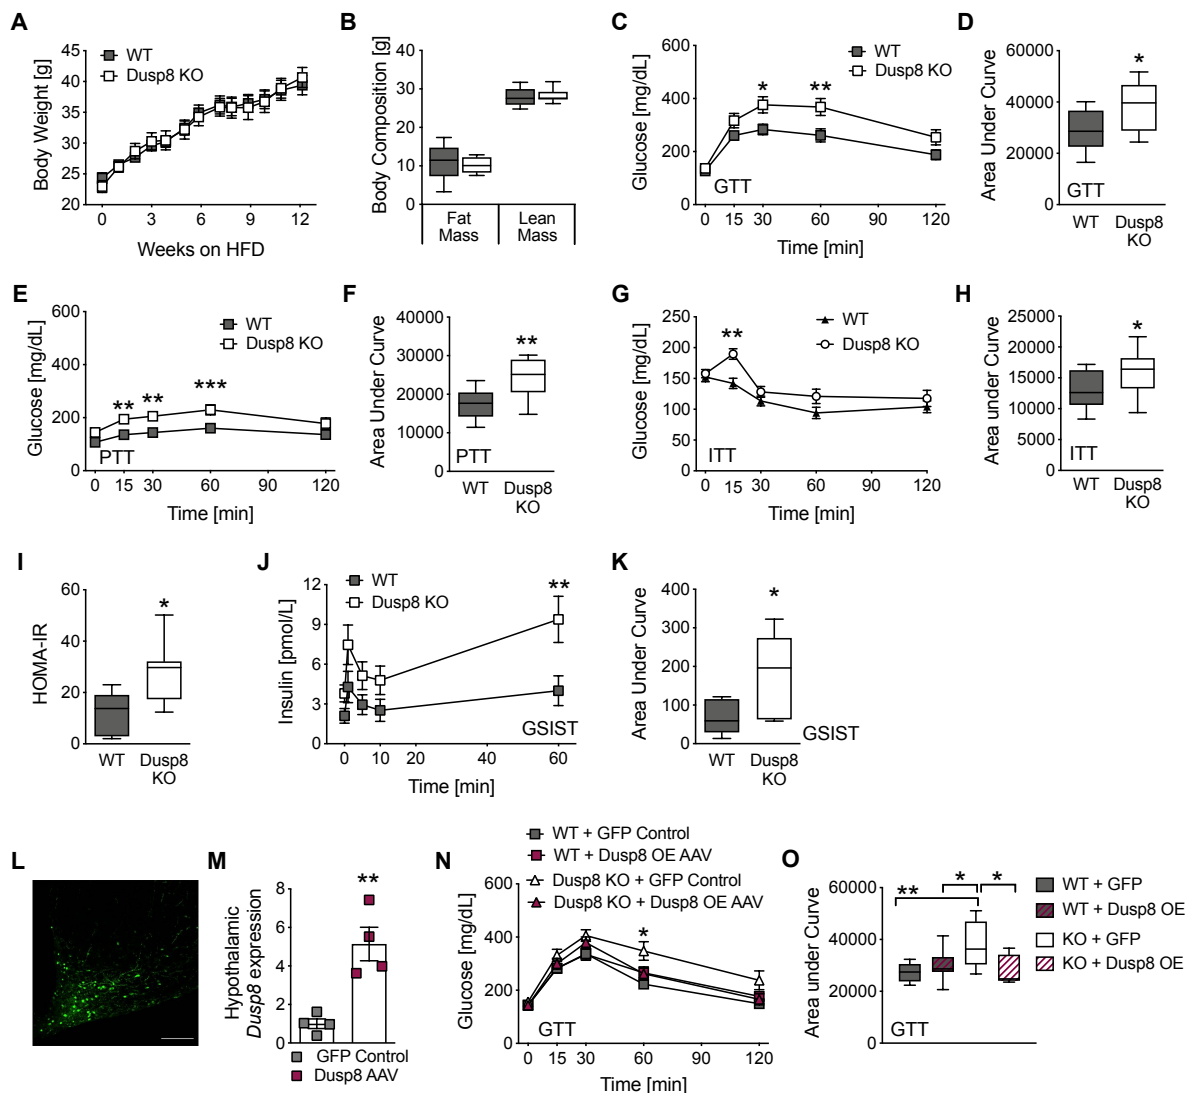 A
WT
Dusp8 KO
Body Weight [g]
45
40
35
30
25
20
0 3 6 9 12
Weeks on HFD
B
Body Composition [g]
40
30
20
10
0
Fat Lean
Mass Mass
C
WT
Dusp8 KO
Glucose [mg/dL]
600
400
200
0
* **
GTT
0 15 30 60 90 120
Time [min]
D
Area Under Curve
60000
40000
20000
0
*
GTT
WT Dusp8
KO
E
WT
Dusp8 KO
Glucose [mg/dL]
600
400
200
0
** ** ***
PTT
0 15 30 60 90 120
Time [min]
F
Area Under Curve
40000
30000
20000
10000
0
**
PTT
WT Dusp8
KO
G
WT
Dusp8 KO
Glucose [mg/dL]
250
200
150
100
50
0
**
ITT
0 15 30 60 90 120
Time [min]
H
Area under Curve
25000
20000
15000
10000
5000
0
*
ITT
WT Dusp8
KO
I
HOMA-IR
60
40
20
0
*
WT Dusp8
KO
J
WT
Dusp8 KO
Insulin [pmol/L]
12
9
6
3
0
**
GSIST
0 10 20 40 60
Time [min]
K
Area Under Curve
400
300
200
100
0
*
GSIST
WT Dusp8
KO
L
M
Hypothalamic
Dusp8 expression
8
6
4
2
0
**
GFP Control
Dusp8 AAV
N
WT + GFP Control
WT + Dusp8 OE AAV
Dusp8 KO + GFP Control
Dusp8 KO + Dusp8 OE AAV
Glucose [mg/dL]
600
400
200
0
*
GTT
0 15 30 60 90 120
Time [min]
O
Area under Curve
60000
40000
20000
0
** * *
GTT
WT + GFP
WT + Dusp8 OE
KO + GFP
KO + Dusp8 OE